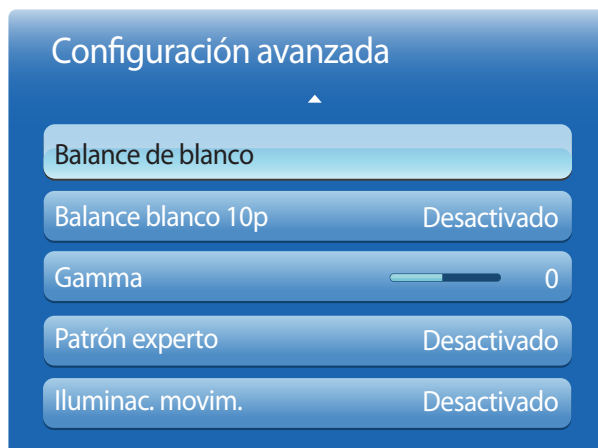 Configuración avanzada
Balance de blanco
Balance blanco 10p Desactivado
Gamma 0
Patrón experto Desactivado
Iluminac. movim. Desactivado